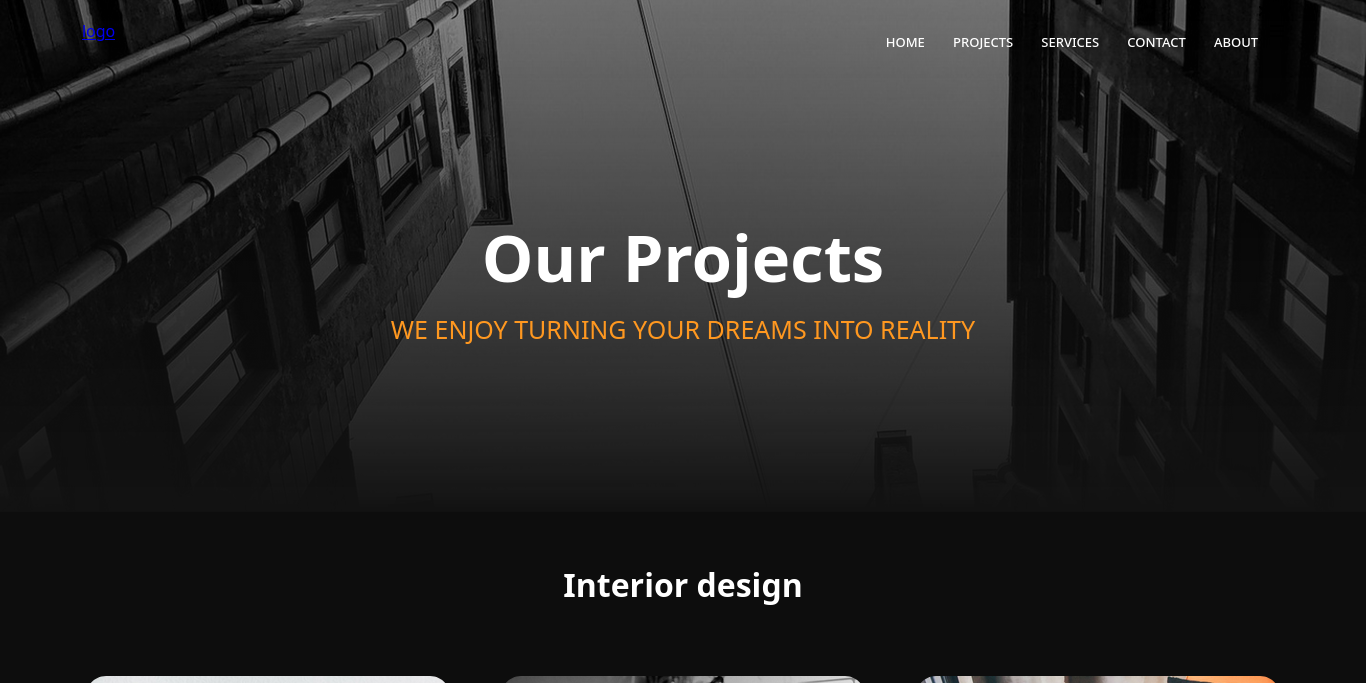 logo
HOME PROJECTS SERVICES CONTACT ABOUT
Our Projects
WE ENJOY TURNING YOUR DREAMS INTO REALITY
Interior design